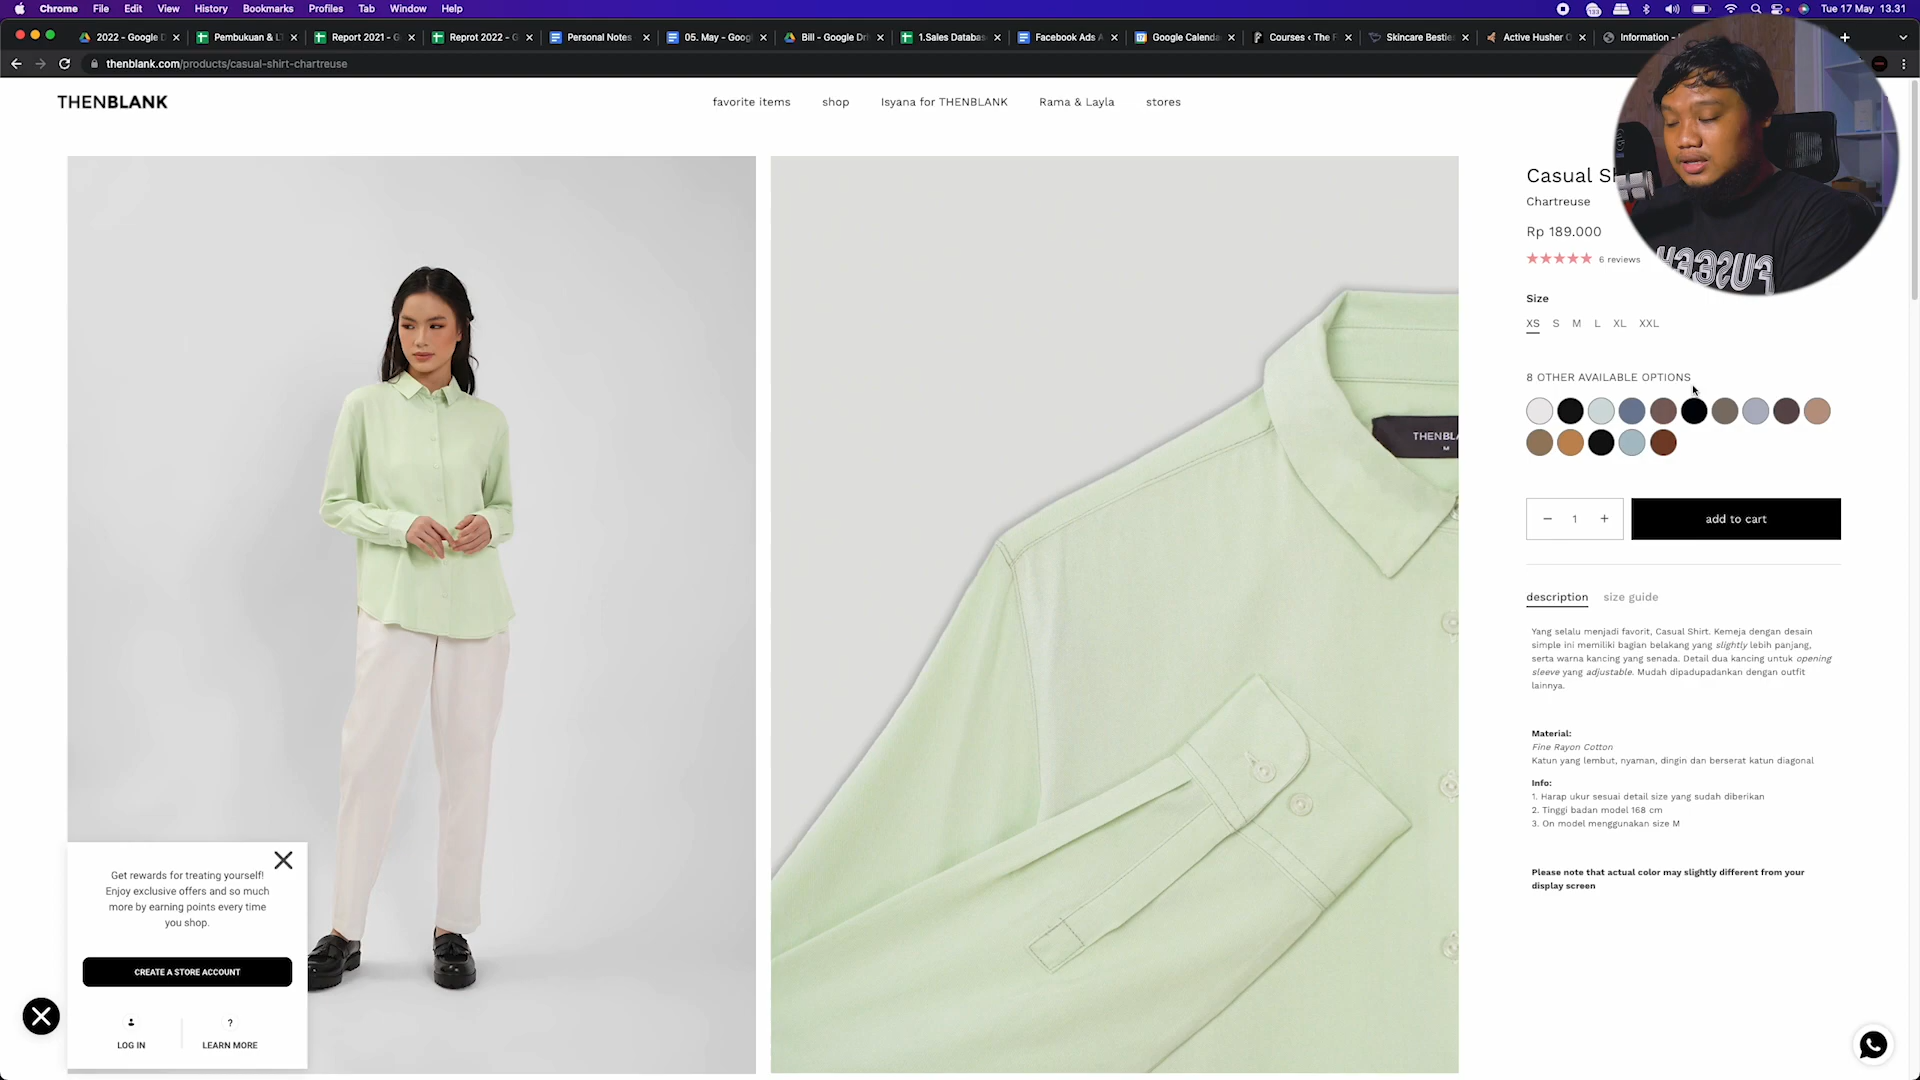 Chrome File Edit View History Bookmarks Profiles Tab Window Help
Tue 17 May 13.31
2022 - Google D
Pembukuan & L
Report 2021 - G
Reprot 2022 - G
Personal Notes
05. May - Goog
Bill - Google Dri
1.Sales Databas
Facebook Ads A
Google Calenda
Courses ‹ The F
Skincare Bestie
Active Husher O
Information -
thenblank.com/products/casual-shirt-chartreuse
THENBLANK
favorite items
shop
Isyana for THENBLANK
Rama & Layla
stores
Casual Sh
Chartreuse
Rp 189.000
6 reviews
Size
XS S M L XL XXL
8 OTHER AVAILABLE OPTIONS
− 1 +
add to cart
description size guide
Yang selalu menjadi favorit, Casual Shirt. Kemeja dengan desain
simple ini memiliki bagian belakang yang slightly lebih panjang,
serta warna kancing yang senada. Detail dua kancing untuk opening
sleeve yang adjustable. Mudah dipadupadankan dengan outfit
lainnya.
Material:
Fine Rayon Cotton
Katun yang lembut, nyaman, dingin dan berserat katun diagonal
Info:
1. Harap ukur sesuai detail size yang sudah diberikan
2. Tinggi badan model 168 cm
3. On model menggunakan size M
Please note that actual color may slightly different from your
display screen
THENBLA
M
Get rewards for treating yourself!
Enjoy exclusive offers and so much
more by earning points every time
you shop.
CREATE A STORE ACCOUNT
?
LOG IN
LEARN MORE